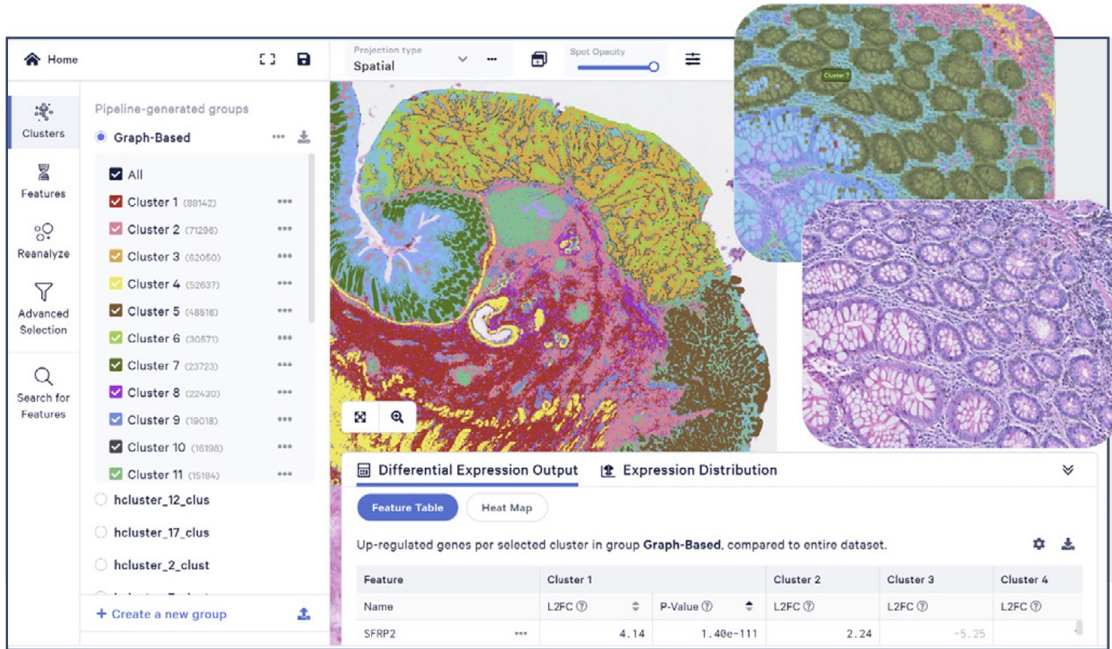 Home
Projection type
Spatial
Spot Opacity
Clusters
Features
Reanalyze
Advanced
Selection
Search for
Features
Pipeline-generated groups
Graph-Based
All
Cluster 1 (88142)
Cluster 2 (71296)
Cluster 3 (62050)
Cluster 4 (52637)
Cluster 5 (48516)
Cluster 6 (30571)
Cluster 7 (23723)
Cluster 8 (22430)
Cluster 9 (19018)
Cluster 10 (16198)
Cluster 11 (15184)
hcluster_12_clus
hcluster_17_clus
hcluster_2_clust
+ Create a new group
Cluster 7
Differential Expression Output Expression Distribution
Feature Table Heat Map
Up-regulated genes per selected cluster in group Graph-Based, compared to entire dataset.
Feature Cluster 1 Cluster 2 Cluster 3 Cluster 4
Name L2FC P-Value L2FC L2FC L2FC
SFRP2 4.14 1.40e-111 2.24 -5.25